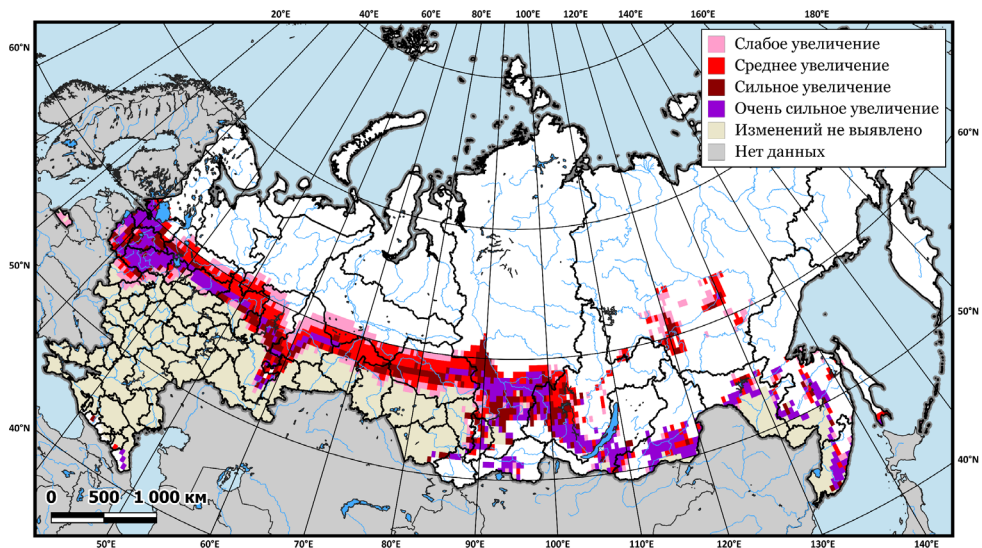 20°E 40°E 60°E 80°E 100°E 120°E 140°E 160°E 180°E
60°N
Слабое увеличение
Среднее увеличение
Сильное увеличение
Очень сильное увеличение
Изменений не выявлено
Нет данных
60°N
50°N
50°N
40°N
40°N
0 500 1 000 км
50°E 60°E 70°E 80°E 90°E 100°E 110°E 120°E 130°E 140°E